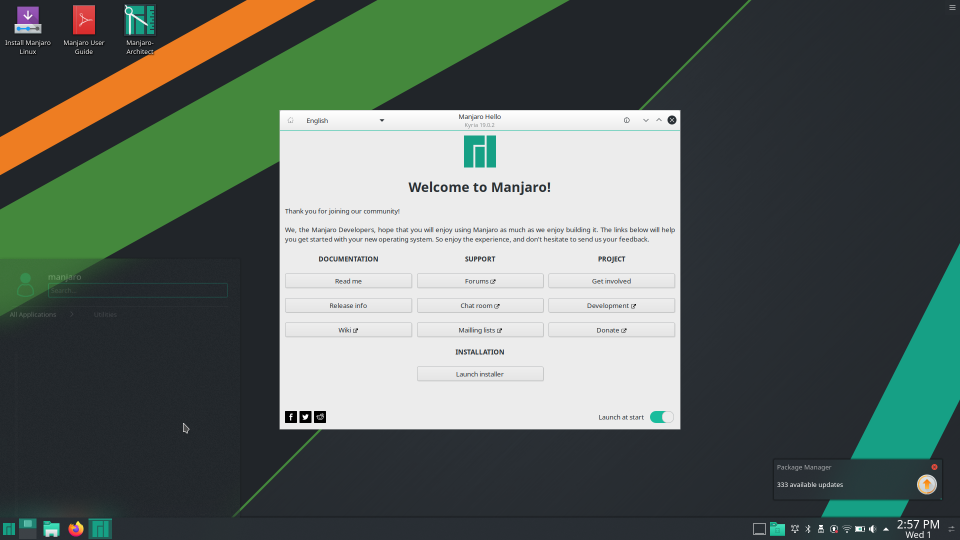 Install Manjaro
Linux
Manjaro User
Guide
Manjaro-
Architect
English
Manjaro Hello
Kyria 19.0.2
Welcome to Manjaro!
Thank you for joining our community!
We, the Manjaro Developers, hope that you will enjoy using Manjaro as much as we enjoy building it. The links below will help
you get started with your new operating system. So enjoy the experience, and don't hesitate to send us your feedback.
DOCUMENTATION
SUPPORT
PROJECT
Read me
Forums
Get involved
Release info
Chat room
Development
Wiki
Mailing lists
Donate
INSTALLATION
Launch installer
Launch at start
manjaro
Search...
All Applications
Utilities
Package Manager
333 available updates
2:57 PM
Wed 1